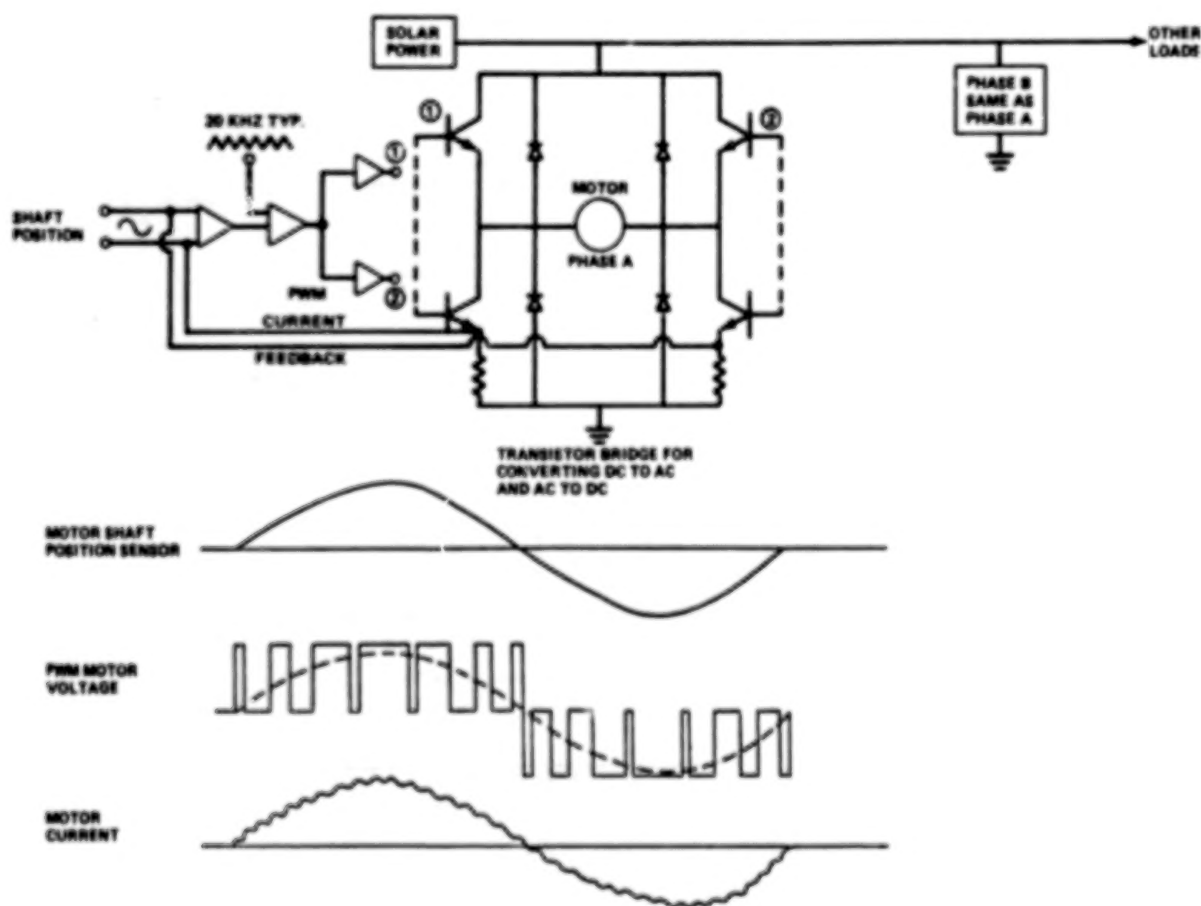 SOLAR
POWER
OTHER
LOADS
PHASE B
SAME AS
PHASE A
20 KHZ TYP.
①
②
①
MOTOR
SHAFT
POSITION
PHASE A
PWM
②
CURRENT
FEEDBACK
TRANSISTOR BRIDGE FOR
CONVERTING DC TO AC
AND AC TO DC
MOTOR SHAFT
POSITION SENSOR
PWM MOTOR
VOLTAGE
MOTOR
CURRENT